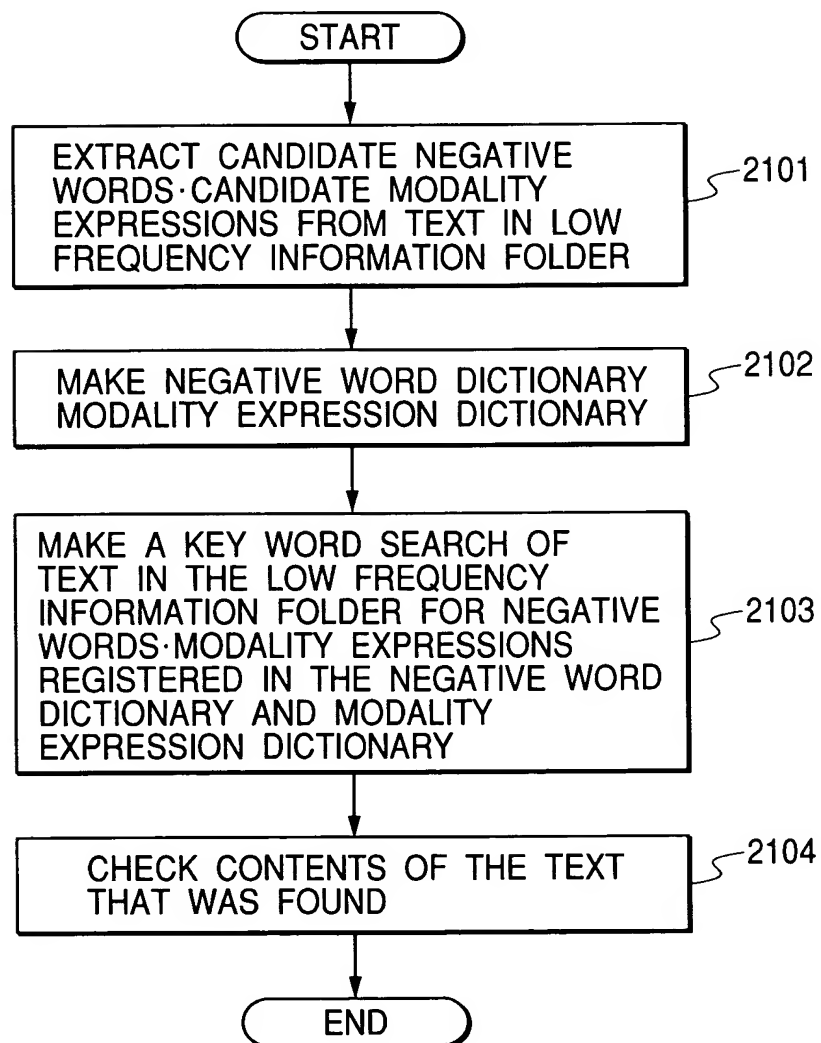 START
EXTRACT CANDIDATE NEGATIVE
WORDS·CANDIDATE MODALITY
EXPRESSIONS FROM TEXT IN LOW
FREQUENCY INFORMATION FOLDER
2101
MAKE NEGATIVE WORD DICTIONARY
MODALITY EXPRESSION DICTIONARY
2102
MAKE A KEY WORD SEARCH OF
TEXT IN THE LOW FREQUENCY
INFORMATION FOLDER FOR NEGATIVE
WORDS·MODALITY EXPRESSIONS
REGISTERED IN THE NEGATIVE WORD
DICTIONARY AND MODALITY
EXPRESSION DICTIONARY
2103
CHECK CONTENTS OF THE TEXT
THAT WAS FOUND
2104
END